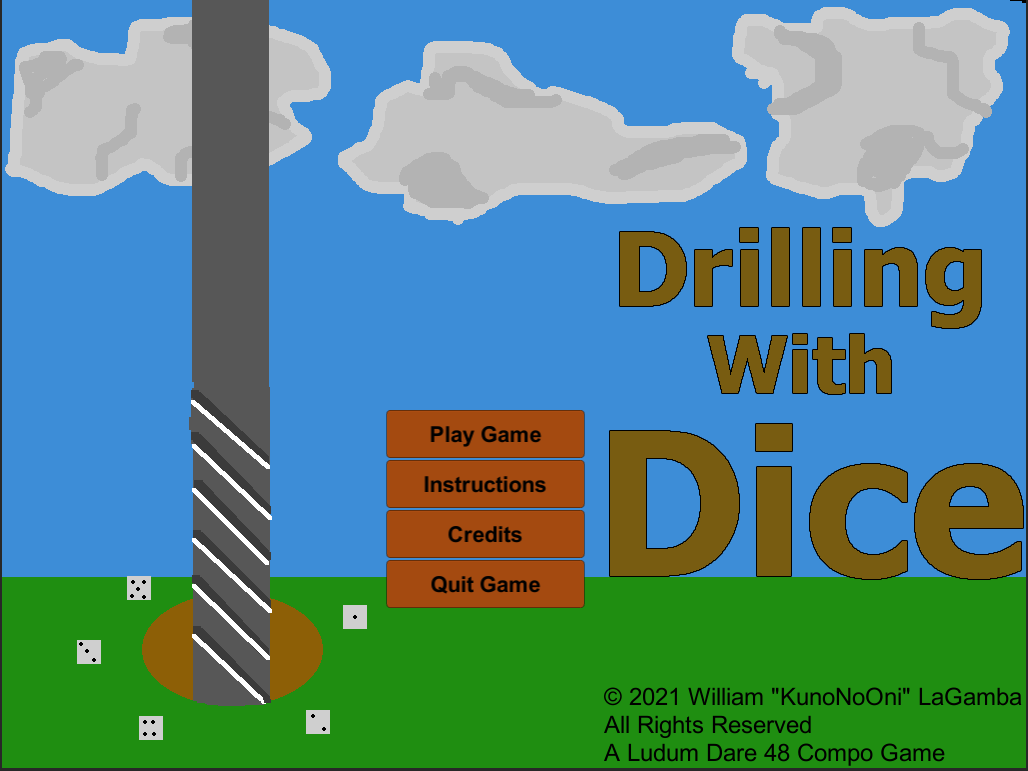 Drilling
With
Dice
Play Game
Instructions
Credits
Quit Game
© 2021 William "KunoNoOni" LaGamba
All Rights Reserved
A Ludum Dare 48 Compo Game